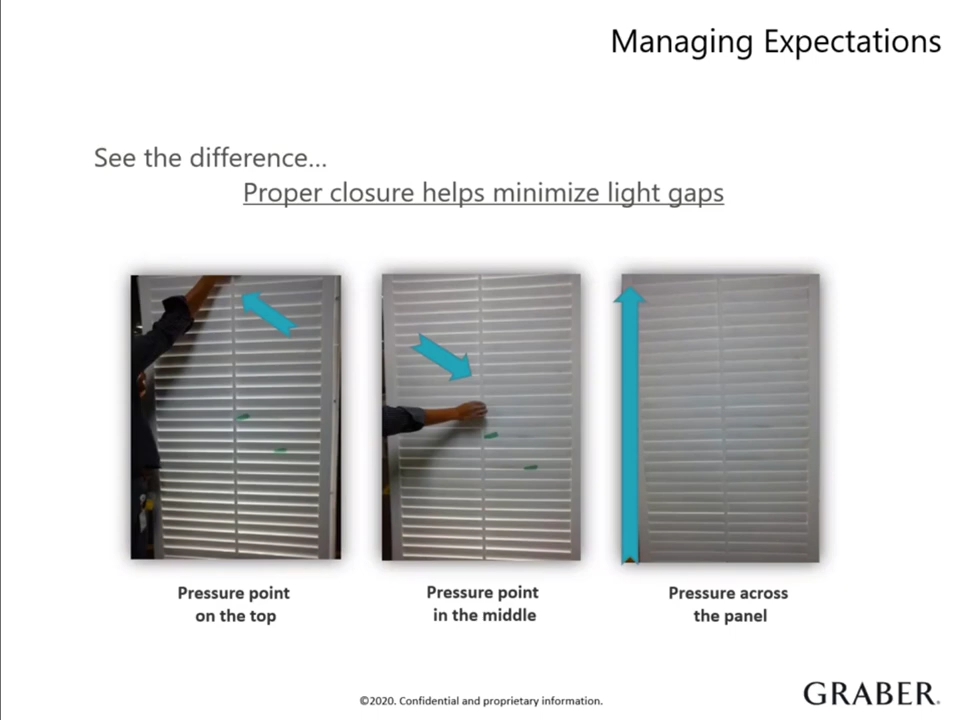 Managing Expectations
See the difference...
Proper closure helps minimize light gaps
Pressure point
on the top
Pressure point
in the middle
Pressure across
the panel
©2020. Confidential and proprietary information.
GRABER.